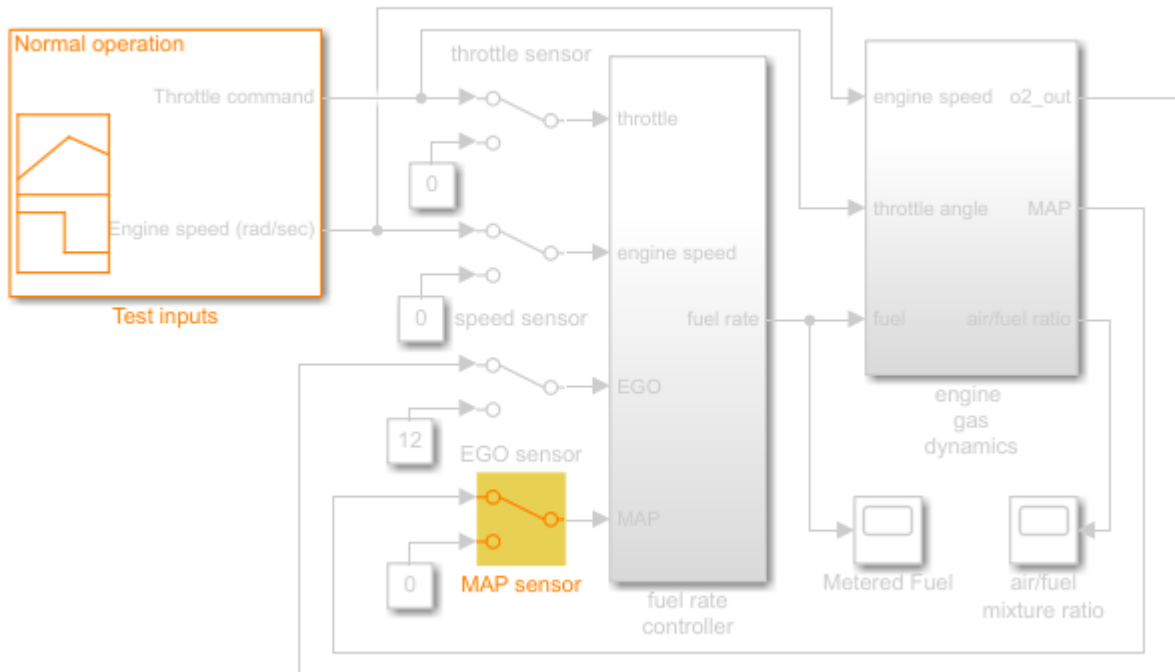 Normal operation
Throttle command
Engine speed (rad/sec)
Test inputs
throttle sensor
0
0
speed sensor
12
EGO sensor
0
MAP sensor
throttle
engine speed
fuel rate
EGO
MAP
fuel rate
controller
engine speed
o2_out
throttle angle
MAP
fuel
air/fuel ratio
engine
gas
dynamics
Metered Fuel
air/fuel
mixture ratio